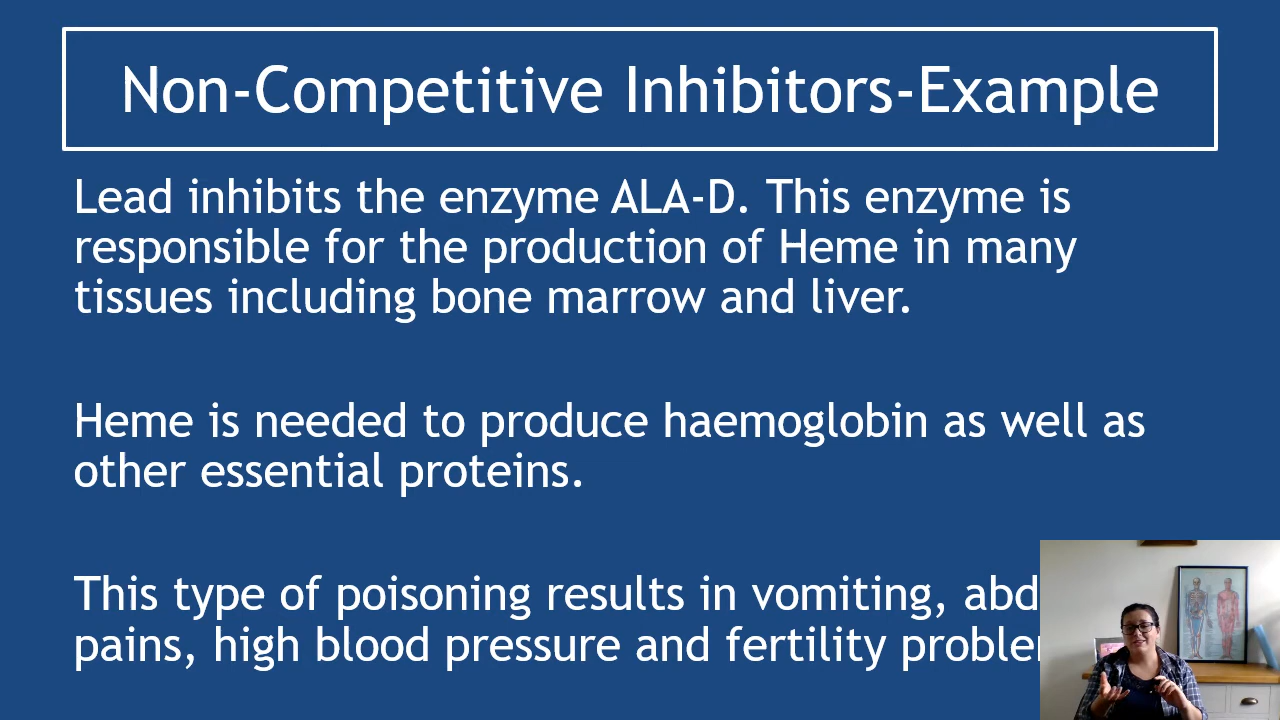 Non-Competitive Inhibitors-Example
Lead inhibits the enzyme ALA-D. This enzyme is
responsible for the production of Heme in many
tissues including bone marrow and liver.
Heme is needed to produce haemoglobin as well as
other essential proteins.
This type of poisoning results in vomiting, abd
pains, high blood pressure and fertility proble